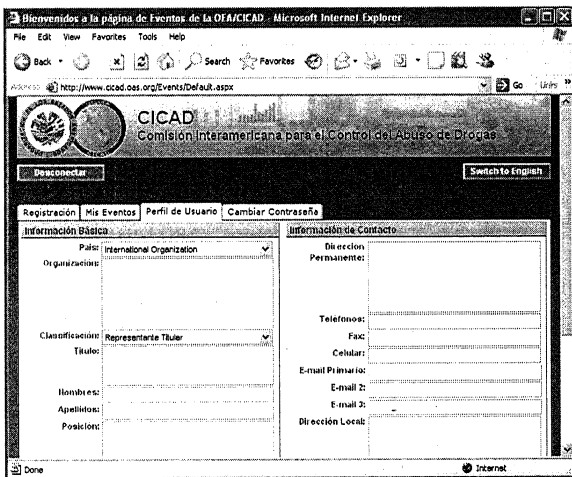 Bienvenidos a la página de Eventos de la OEA/CICAD - Microsoft Internet Explorer
File Edit View Favorites Tools Help
Back Search Favorites
Address http://www.cicad.oas.org/Events/Default.aspx Go Links »
CICAD
Comisión Interamericana para el Control del Abuso de Drogas
Desconectar Switch to English
Registración Mis Eventos Perfil de Usuario Cambiar Contraseña
Información Básica
País: International Organization
Organización:
Classificación: Representante Titular
Titulo:
Nombres:
Apellidos:
Posición:
Información de Contacto
Direccion
Permanente:
Teléfonos:
Fax:
Celular:
E-mail Primario:
E-mail 2:
E-mail 3:
Dirección Local:
Done Internet